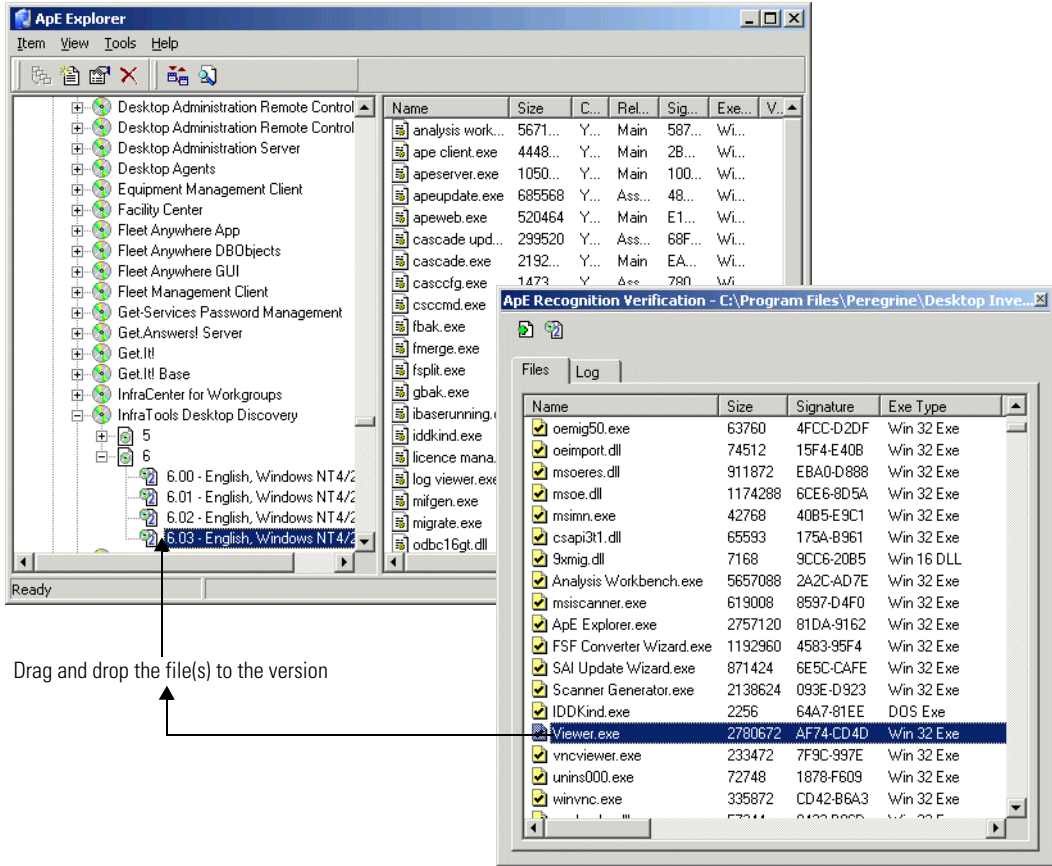 ApE Explorer
Item View Tools Help
Desktop Administration Remote Control
Desktop Administration Remote Control
Desktop Administration Server
Desktop Agents
Equipment Management Client
Facility Center
Fleet Anywhere App
Fleet Anywhere DBObjects
Fleet Anywhere GUI
Fleet Management Client
Get-Services Password Management
Get.Answers! Server
Get.It!
Get.It! Base
InfraCenter for Workgroups
InfraTools Desktop Discovery
5
6
6.00 - English, Windows NT4/2
6.01 - English, Windows NT4/2
6.02 - English, Windows NT4/2
6.03 - English, Windows NT4/2
Name Size C... Rel... Sig... Exe... V...
analysis work... 5671... Y... Main 587... Wi...
ape client.exe 4448... Y... Main 2B... Wi...
apeserver.exe 1050... Y... Main 100... Wi...
apeupdate.exe 685568 Y... Ass... 48... Wi...
apeweb.exe 520464 Y... Main E1... Wi...
cascade upd... 299520 Y... Ass... 68F... Wi...
cascade.exe 2192... Y... Main EA... Wi...
casccfg.exe 1473 Y Ass 780 Wi
csccmd.exe
fbak.exe
fmerge.exe
fsplit.exe
gbak.exe
ibaserunning.
iddkind.exe
licence mana.
log viewer.exe
mifgen.exe
migrate.exe
odbc16gt.dll
Ready
ApE Recognition Verification - C:\Program Files\Peregrine\Desktop Inve...
Files Log
Name Size Signature Exe Type
oemig50.exe 63760 4FCC-D2DF Win 32 Exe
oeimport.dll 74512 15F4-E40B Win 32 Exe
msoeres.dll 911872 EBA0-D888 Win 32 Exe
msoe.dll 1174288 6CE6-8D5A Win 32 Exe
msimn.exe 42768 40B5-E9C1 Win 32 Exe
csapi3t1.dll 65593 175A-B961 Win 32 Exe
9xmig.dll 7168 9CC6-20B5 Win 16 DLL
Analysis Workbench.exe 5657088 2A2C-AD7E Win 32 Exe
msiscanner.exe 619008 8597-D4F0 Win 32 Exe
ApE Explorer.exe 2757120 81DA-9162 Win 32 Exe
FSF Converter Wizard.exe 1192960 4583-95F4 Win 32 Exe
SAI Update Wizard.exe 871424 6E5C-CAFE Win 32 Exe
Scanner Generator.exe 2138624 093E-D923 Win 32 Exe
IDDKind.exe 2256 64A7-81EE DOS Exe
Viewer.exe 2780672 AF74-CD4D Win 32 Exe
vncviewer.exe 233472 7F9C-997E Win 32 Exe
unins000.exe 72748 1878-F609 Win 32 Exe
winvnc.exe 335872 CD42-B6A3 Win 32 Exe
Drag and drop the file(s) to the version